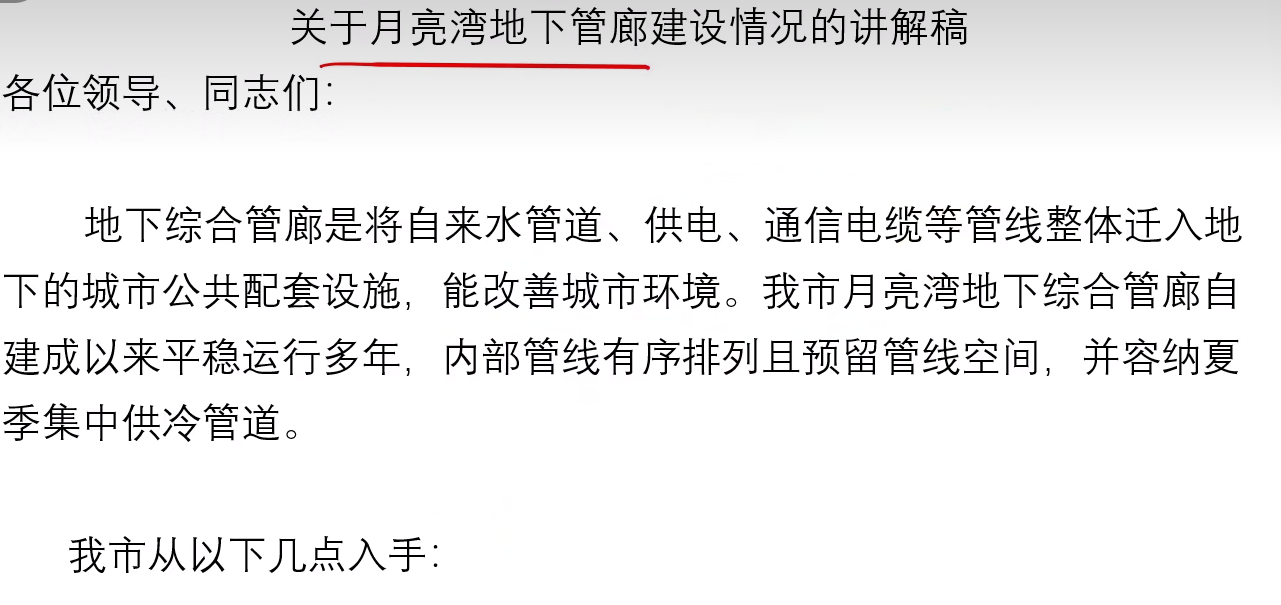 关于月亮湾地下管廊建设情况的讲解稿
各位领导、同志们：
地下综合管廊是将自来水管道、供电、通信电缆等管线整体迁入地
下的城市公共配套设施，能改善城市环境。我市月亮湾地下综合管廊自
建成以来平稳运行多年，内部管线有序排列且预留管线空间，并容纳夏
季集中供冷管道。
我市从以下几点入手：